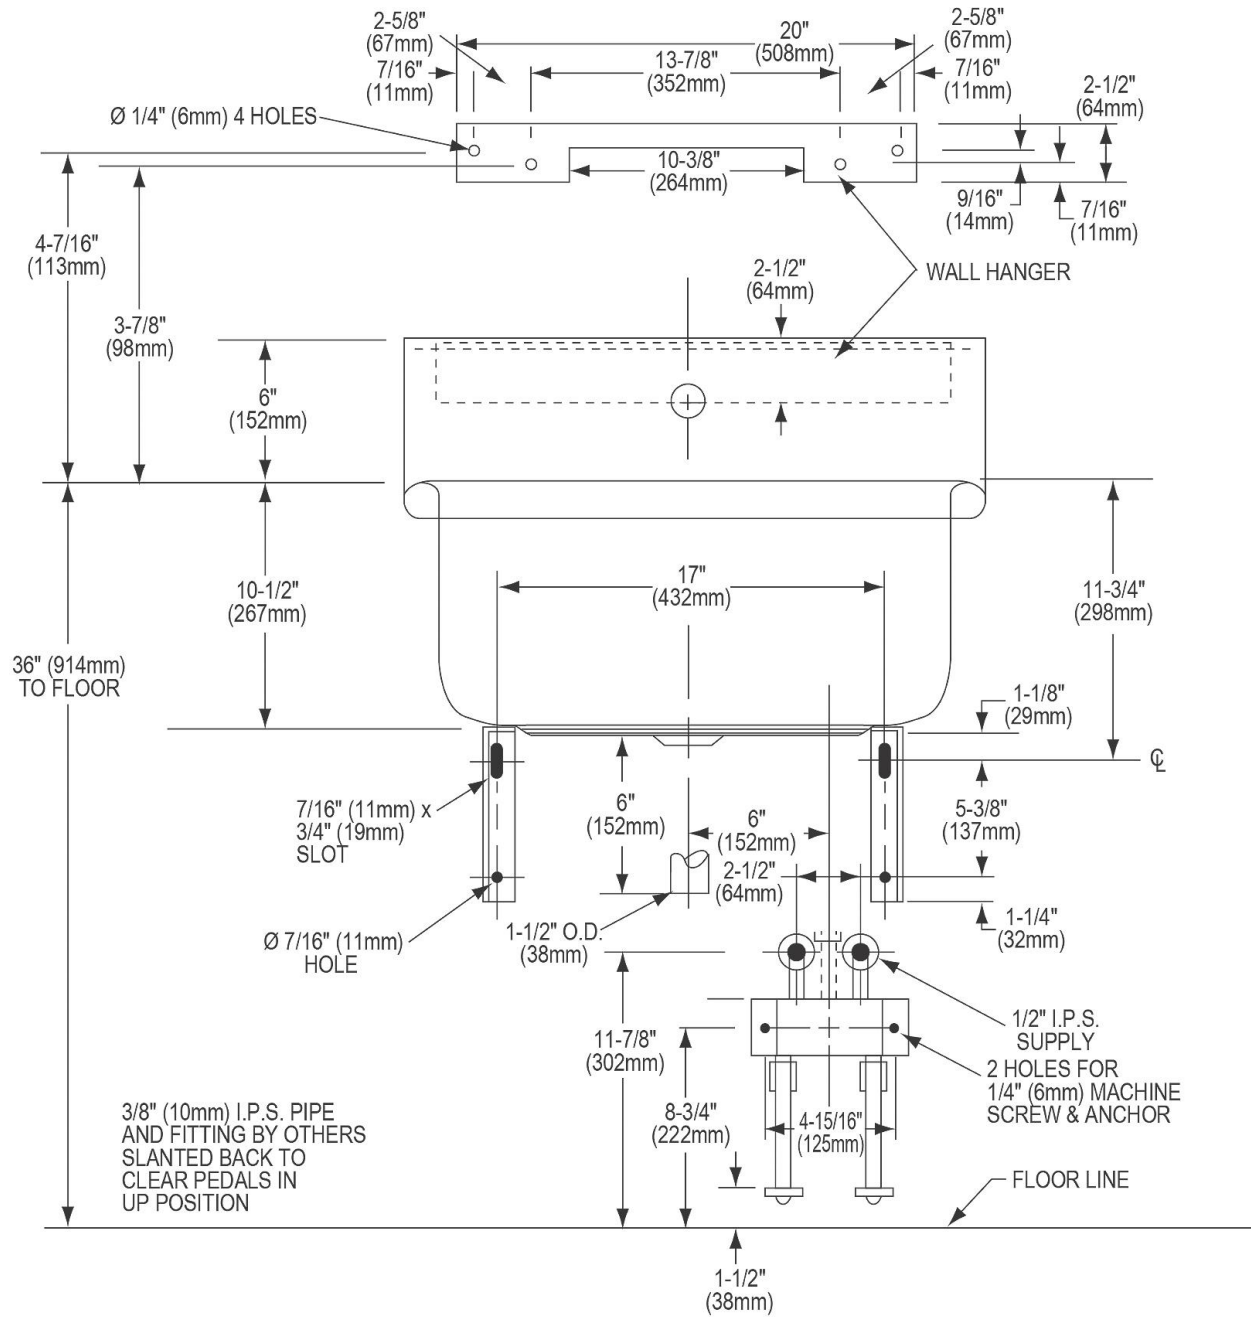 2-5/8"
(67mm)
20"
(508mm)
2-5/8"
(67mm)
7/16"
(11mm)
13-7/8"
(352mm)
7/16"
(11mm)
2-1/2"
(64mm)
Ø 1/4" (6mm) 4 HOLES
10-3/8"
(264mm)
9/16"
(14mm)
7/16"
(11mm)
4-7/16"
(113mm)
WALL HANGER
2-1/2"
(64mm)
3-7/8"
(98mm)
6"
(152mm)
17"
(432mm)
10-1/2"
(267mm)
11-3/4"
(298mm)
36" (914mm)
TO FLOOR
1-1/8"
(29mm)
℄
7/16" (11mm) x
3/4" (19mm)
SLOT
6"
(152mm)
6"
(152mm)
5-3/8"
(137mm)
2-1/2"
(64mm)
Ø 7/16" (11mm)
HOLE
1-1/2" O.D.
(38mm)
1-1/4"
(32mm)
11-7/8"
(302mm)
1/2" I.P.S.
SUPPLY
2 HOLES FOR
1/4" (6mm) MACHINE
SCREW & ANCHOR
8-3/4"
(222mm)
4-15/16"
(125mm)
3/8" (10mm) I.P.S. PIPE
AND FITTING BY OTHERS
SLANTED BACK TO
CLEAR PEDALS IN
UP POSITION
FLOOR LINE
1-1/2"
(38mm)